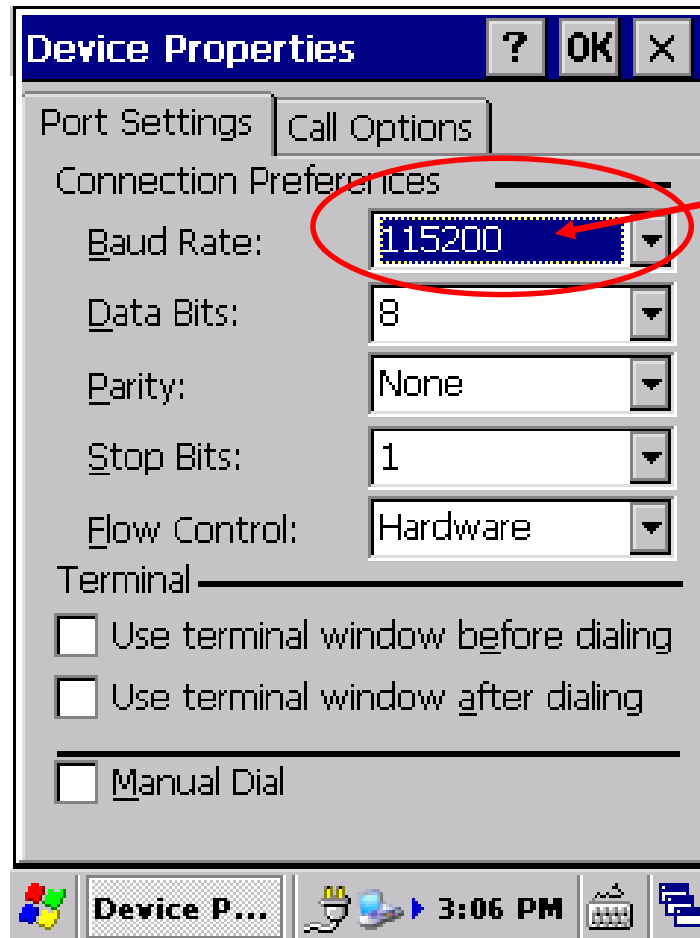 Device Properties ? OK ×
Port Settings Call Options
Connection Preferences
Baud Rate: 115200
Data Bits: 8
Parity: None
Stop Bits: 1
Flow Control: Hardware
Terminal
Use terminal window before dialing
Use terminal window after dialing
Manual Dial
Device P... 3:06 PM